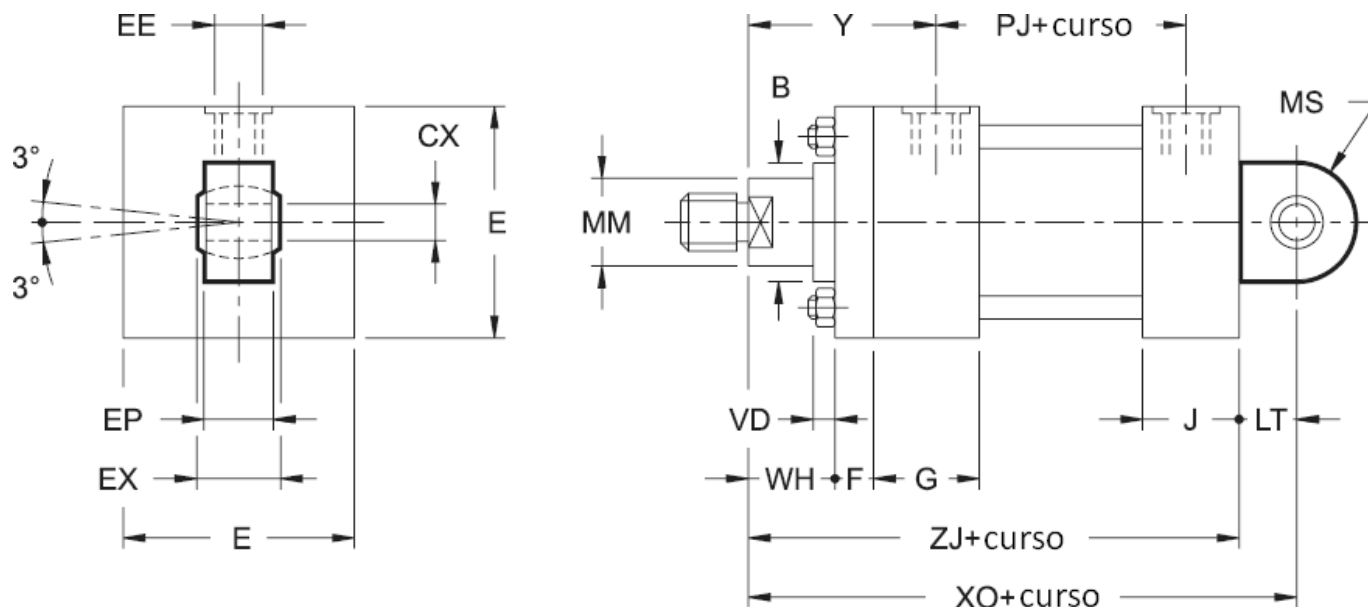 EE
Y
PJ+curso
B
MS
CX
3°
E
MM
3°
EP
VD
J
LT
EX
WH
F
G
E
ZJ+curso
XO+curso